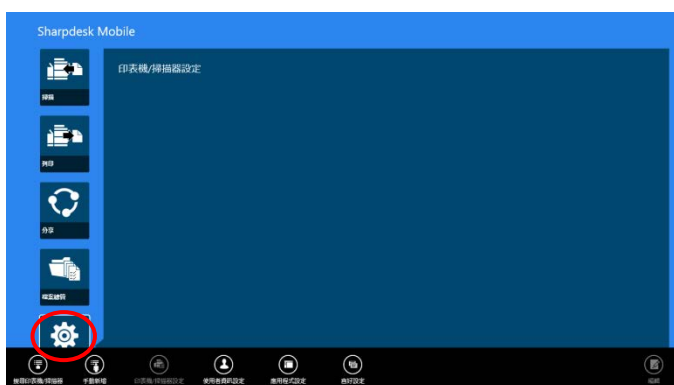 Sharpdesk Mobile
印表機/掃描器設定
掃描
列印
分享
檔案總管
搜尋印表機/掃描器
手動新增
印表機/掃描器設定
使用者資訊設定
應用程式設定
喜好設定
編輯